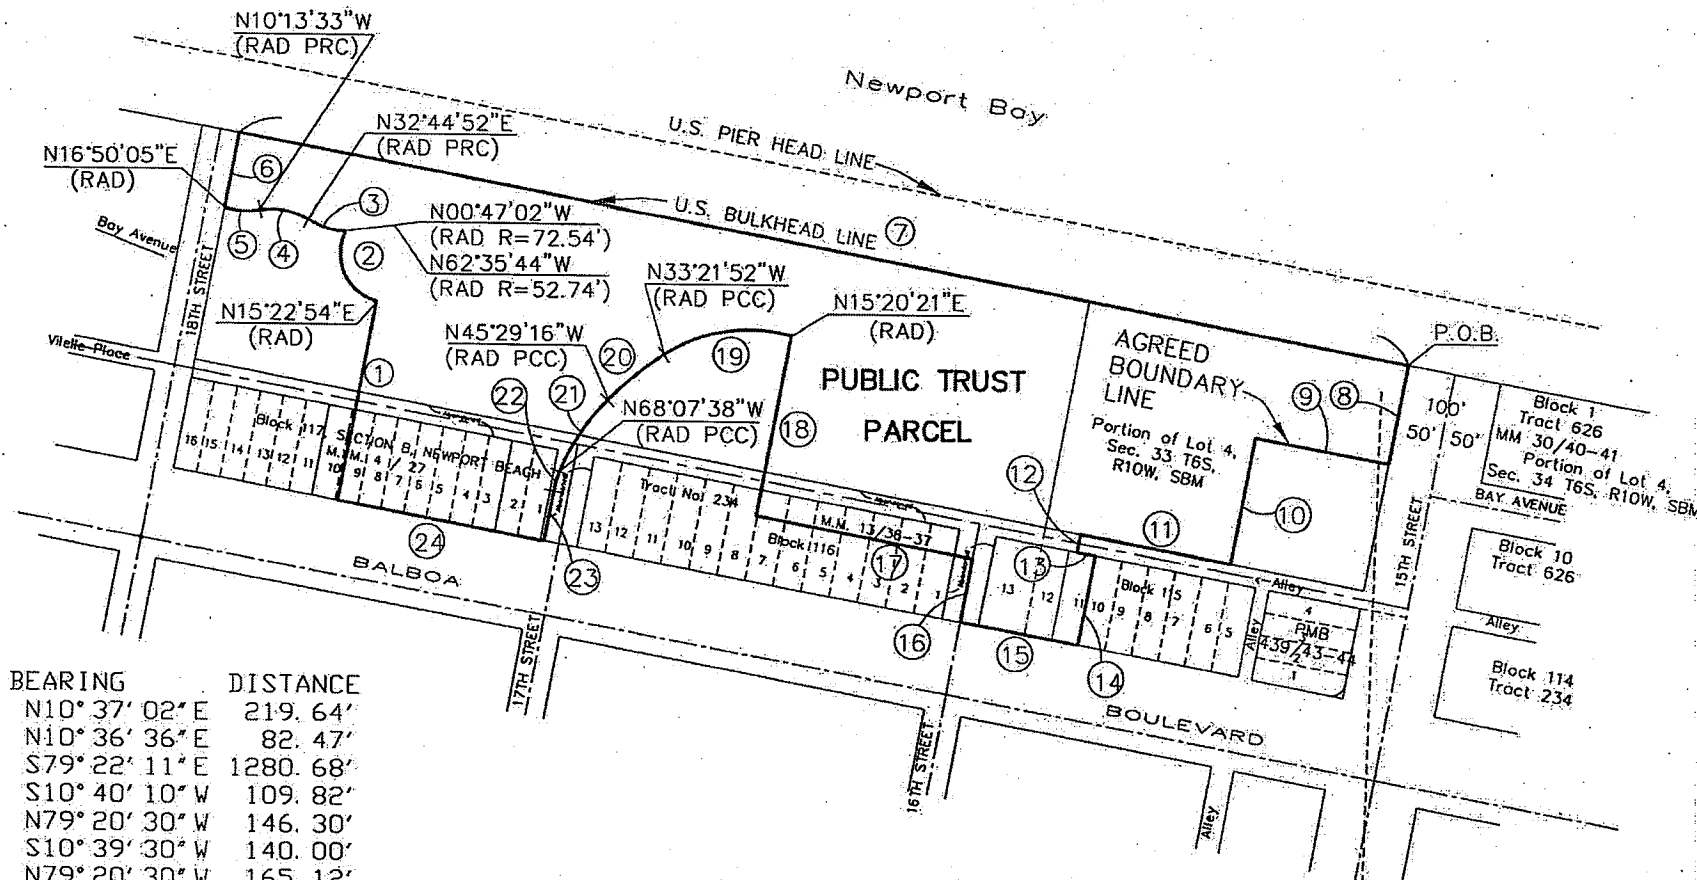 N10°13'33"W
(RAD PRC)
Newport Bay
N32°44'52"E
(RAD PRC)
U.S. PIER HEAD LINE
N16°50'05"E
(RAD)
6
3
U.S. BULKHEAD LINE
7
Bay Avenue
5
4
2
N00°47'02"W
(RAD R=72.54')
N62°35'44"W
(RAD R=52.74')
N33°21'52"W
(RAD PCC)
N15°20'21"E
(RAD)
18TH STREET
N15°22'54"E
(RAD)
N45°29'16"W
(RAD PCC)
20
19
P.O.B.
AGREED
BOUNDARY
LINE
Vilelle Place
1
22
21
N68°07'38"W
(RAD PCC)
18
PUBLIC TRUST
PARCEL
9
8
100'
50' 50'
Block 1
Tract 626
MM 30/40-41
Portion of Lot 4,
Sec. 34 T6S, R10W, SBM
Portion of Lot 4,
Sec. 33 T6S,
R10W, SBM
BAY AVENUE
Block 117
SECTION B, NEWPORT BEACH
M.M. 4 / 27
16 15 14 13 12 11 10 9 8 7 6 5 4 3 2 1
12
11
10
Tract No. 234
M.M. 13/36-37
Block 116
13 12 11 10 9 8 7 6 5 4 3 2 1
17
13
13 12 11 10 9 8 7 6 5
Block 115
Alley
Alley
4
PMB
439/43-44
2
1
15TH STREET
Block 10
Tract 626
Alley
Block 114
Tract 234
24
23
16
15
14
BALBOA
BOULEVARD
17TH STREET
16TH STREET
Alley
BEARING DISTANCE
N10°37'02"E 219.64'
N10°36'36"E 82.47'
S79°22'11"E 1280.68'
S10°40'10"W 109.82'
N79°20'30"W 146.30'
S10°39'30"W 140.00'
N79°20'30"W 165.12'